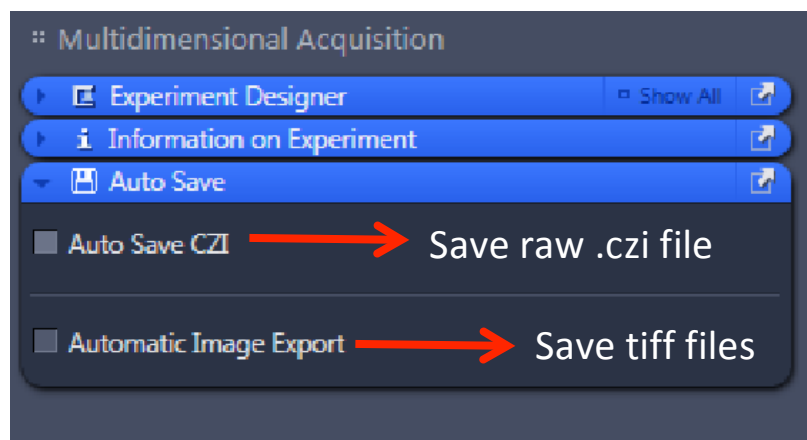 Multidimensional Acquisition
Experiment Designer Show All
Information on Experiment
Auto Save
Auto Save CZI Save raw .czi file
Automatic Image Export Save tiff files